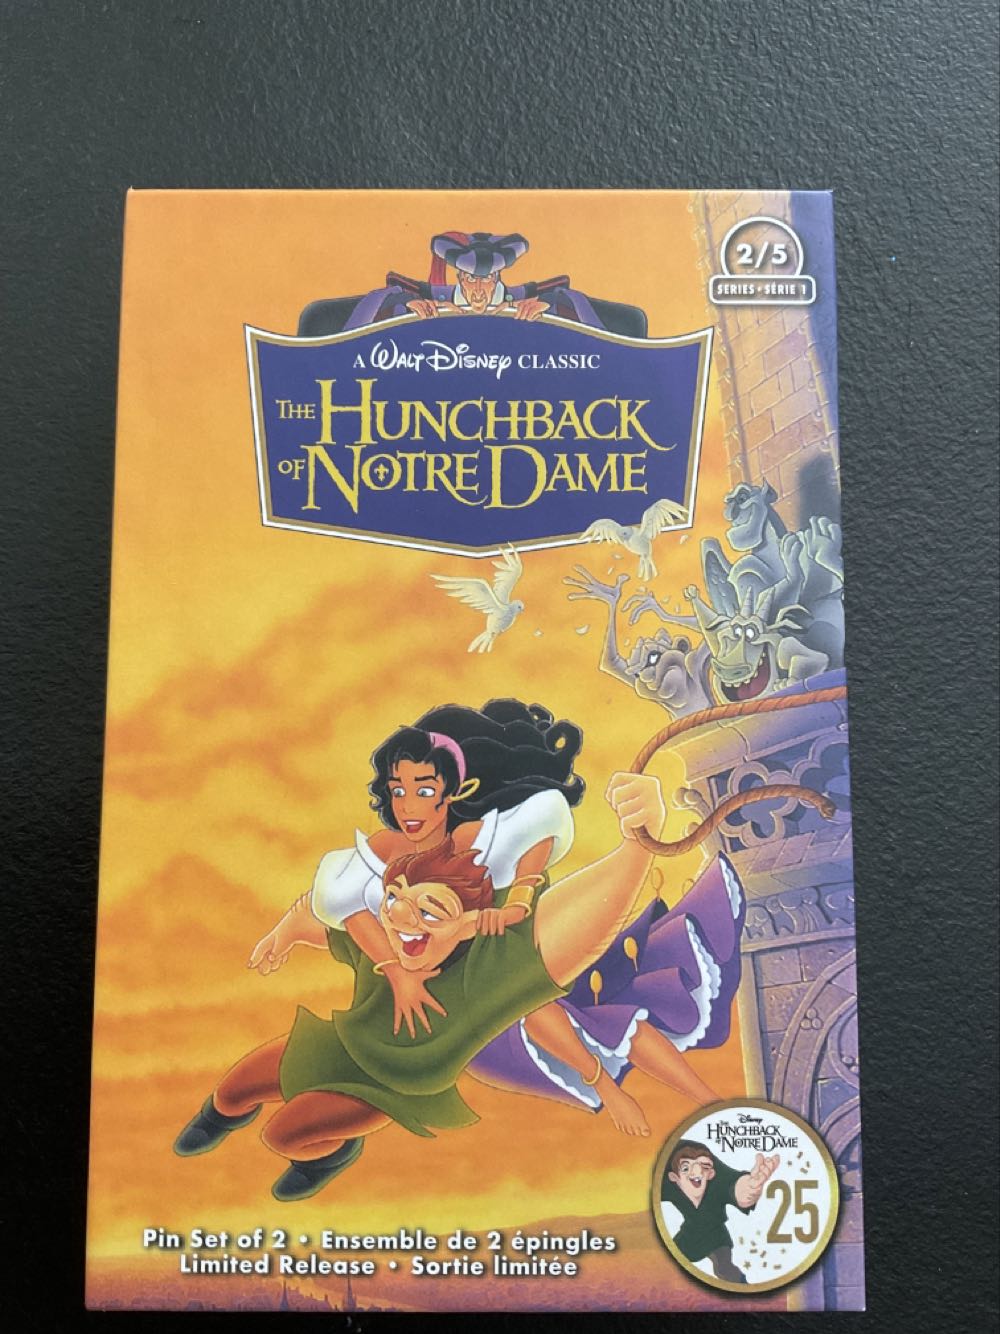 2/5
SERIES • SÉRIE 1
A WALT DISNEY CLASSIC
THE HUNCHBACK
OF NOTRE DAME
Disney
THE HUNCHBACK
OF NOTRE DAME
25
Pin Set of 2 • Ensemble de 2 épingles
Limited Release • Sortie limitée